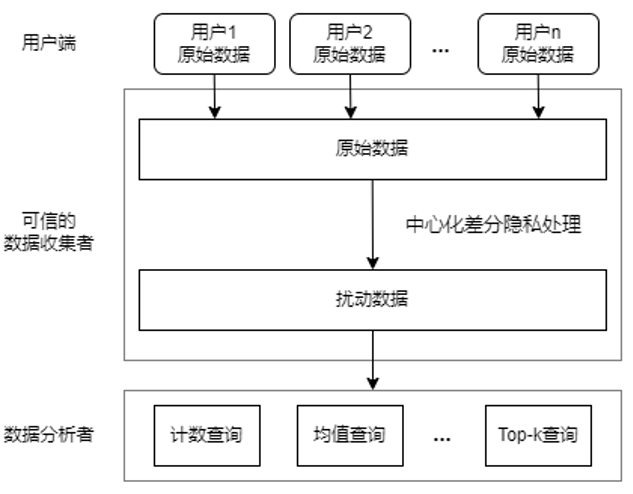 用户端
用户1
原始数据
用户2
原始数据
...
用户n
原始数据
原始数据
可信的
数据收集者
中心化差分隐私处理
扰动数据
数据分析者
计数查询
均值查询
...
Top-k查询